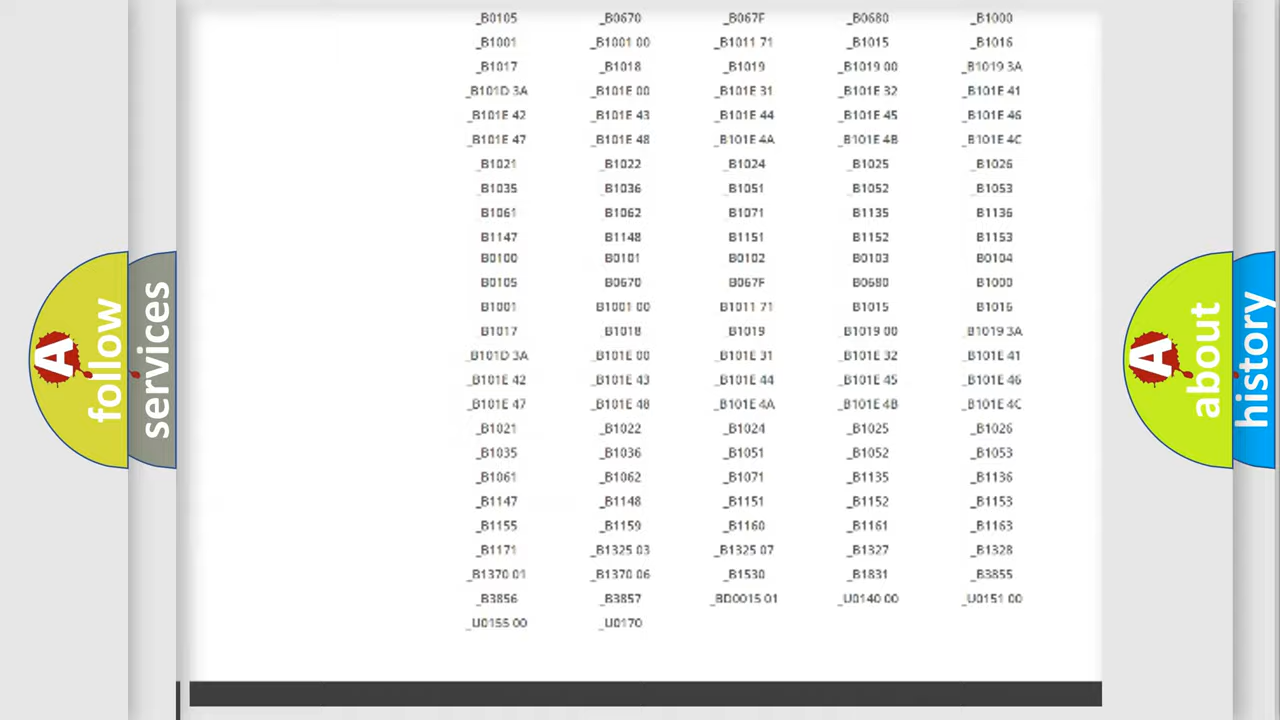 _B0105 _B0670 _B067F _B0680 _B1000
_B1001 _B1001 00 _B1011 71 _B1015 _B1016
_B1017 _B1018 _B1019 _B1019 00 _B1019 3A
_B101D 3A _B101E 00 _B101E 31 _B101E 32 _B101E 41
_B101E 42 _B101E 43 _B101E 44 _B101E 45 _B101E 46
_B101E 47 _B101E 48 _B101E 4A _B101E 4B _B101E 4C
_B1021 _B1022 _B1024 _B1025 _B1026
_B1035 _B1036 _B1051 _B1052 _B1053
B1061 B1062 B1071 B1135 B1136
B1147 B1148 B1151 B1152 B1153
B0100 B0101 B0102 B0103 B0104
B0105 B0670 B067F B0680 B1000
B1001 B1001 00 B1011 71 B1015 B1016
B1017 _B1018 _B1019 _B1019 00 _B1019 3A
_B101D 3A _B101E 00 _B101E 31 _B101E 32 _B101E 41
_B101E 42 _B101E 43 _B101E 44 _B101E 45 _B101E 46
_B101E 47 _B101E 48 _B101E 4A _B101E 4B _B101E 4C
_B1021 _B1022 _B1024 _B1025 _B1026
_B1035 _B1036 _B1051 _B1052 _B1053
_B1061 _B1062 _B1071 _B1135 _B1136
_B1147 _B1148 _B1151 _B1152 _B1153
_B1155 _B1159 _B1160 _B1161 _B1163
_B1171 _B1325 03 _B1325 07 _B1327 _B1328
_B1370 01 _B1370 06 _B1530 _B1831 _B3855
_B3856 _B3857 _BD0015 01 _U0140 00 _U0151 00
_U0155 00 _U0170
A follow
services
A about
history